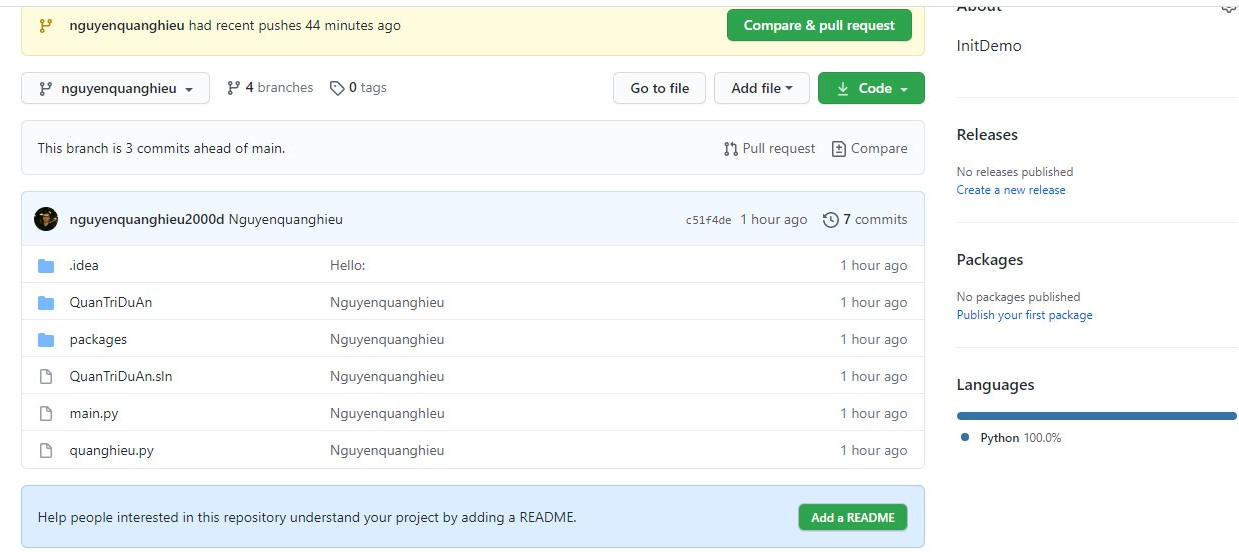 About
nguyenquanghieu had recent pushes 44 minutes ago
Compare & pull request
InitDemo
nguyenquanghieu
4 branches
0 tags
Go to file
Add file
Code
This branch is 3 commits ahead of main.
Pull request
Compare
Releases
No releases published
Create a new release
nguyenquanghieu2000d Nguyenquanghieu
c51f4de 1 hour ago
7 commits
.idea Hello: 1 hour ago
QuanTriDuAn Nguyenquanghieu 1 hour ago
packages Nguyenquanghieu 1 hour ago
QuanTriDuAn.sln Nguyenquanghieu 1 hour ago
main.py Nguyenquanghleu 1 hour ago
quanghieu.py Nguyenquanghieu 1 hour ago
Packages
No packages published
Publish your first package
Languages
Python 100.0%
Help people interested in this repository understand your project by adding a README.
Add a README